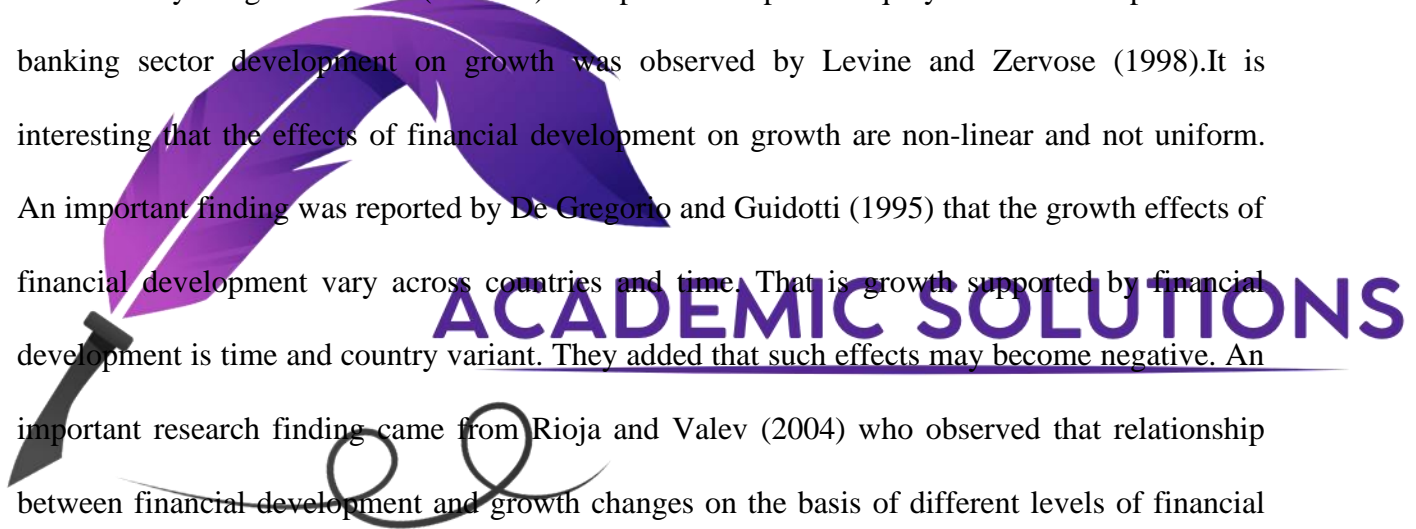 banking sector development on growth was observed by Levine and Zervose (1998).It is
interesting that the effects of financial development on growth are non-linear and not uniform.
An important finding was reported by De Gregorio and Guidotti (1995) that the growth effects of
financial development vary across countries and time. That is growth supported by financial
ACADEMIC SOLUTIONS
development is time and country variant. They added that such effects may become negative. An
important research finding came from Rioja and Valev (2004) who observed that relationship
between financial development and growth changes on the basis of different levels of financial